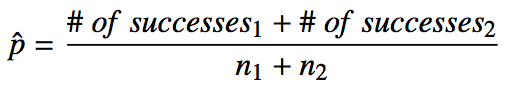 p̂ = (# of successes₁ + # of successes₂) / (n₁ + n₂)